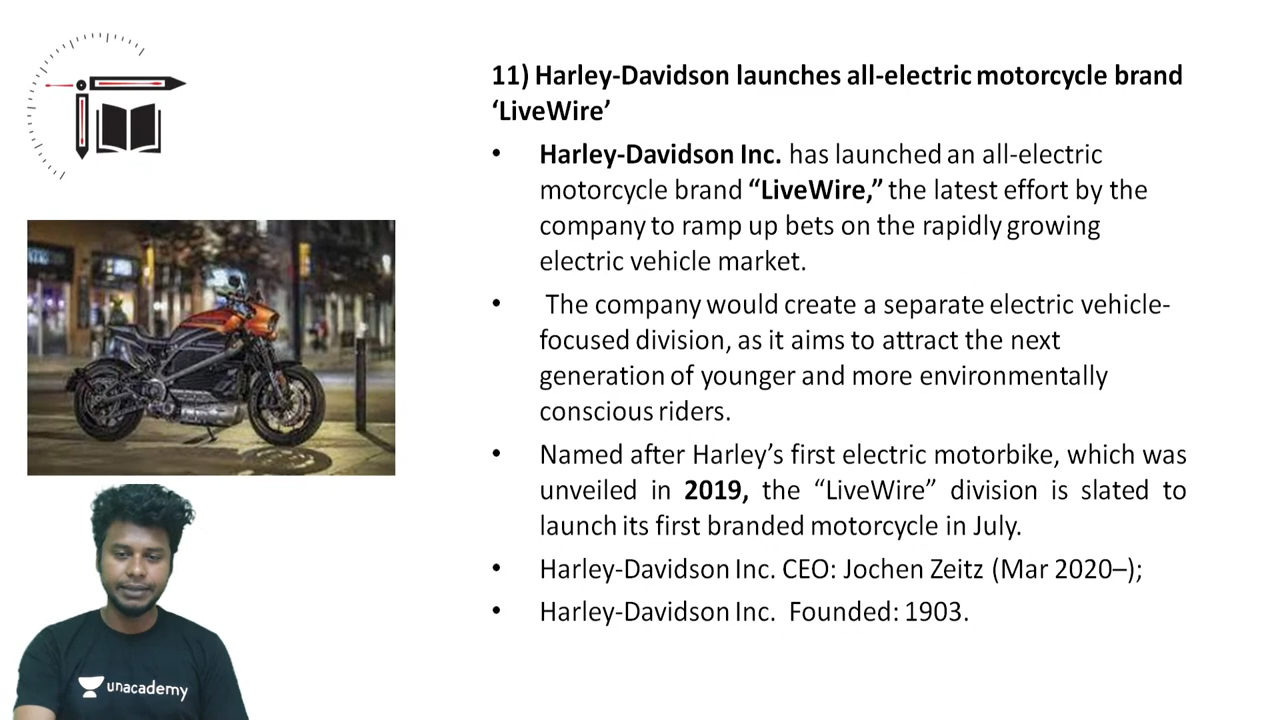 11) Harley-Davidson launches all-electric motorcycle brand
‘LiveWire’
• Harley-Davidson Inc. has launched an all-electric
motorcycle brand “LiveWire,” the latest effort by the
company to ramp up bets on the rapidly growing
electric vehicle market.
• The company would create a separate electric vehicle-
focused division, as it aims to attract the next
generation of younger and more environmentally
conscious riders.
• Named after Harley’s first electric motorbike, which was
unveiled in 2019, the “LiveWire” division is slated to
launch its first branded motorcycle in July.
• Harley-Davidson Inc. CEO: Jochen Zeitz (Mar 2020–);
• Harley-Davidson Inc. Founded: 1903.
unacademy